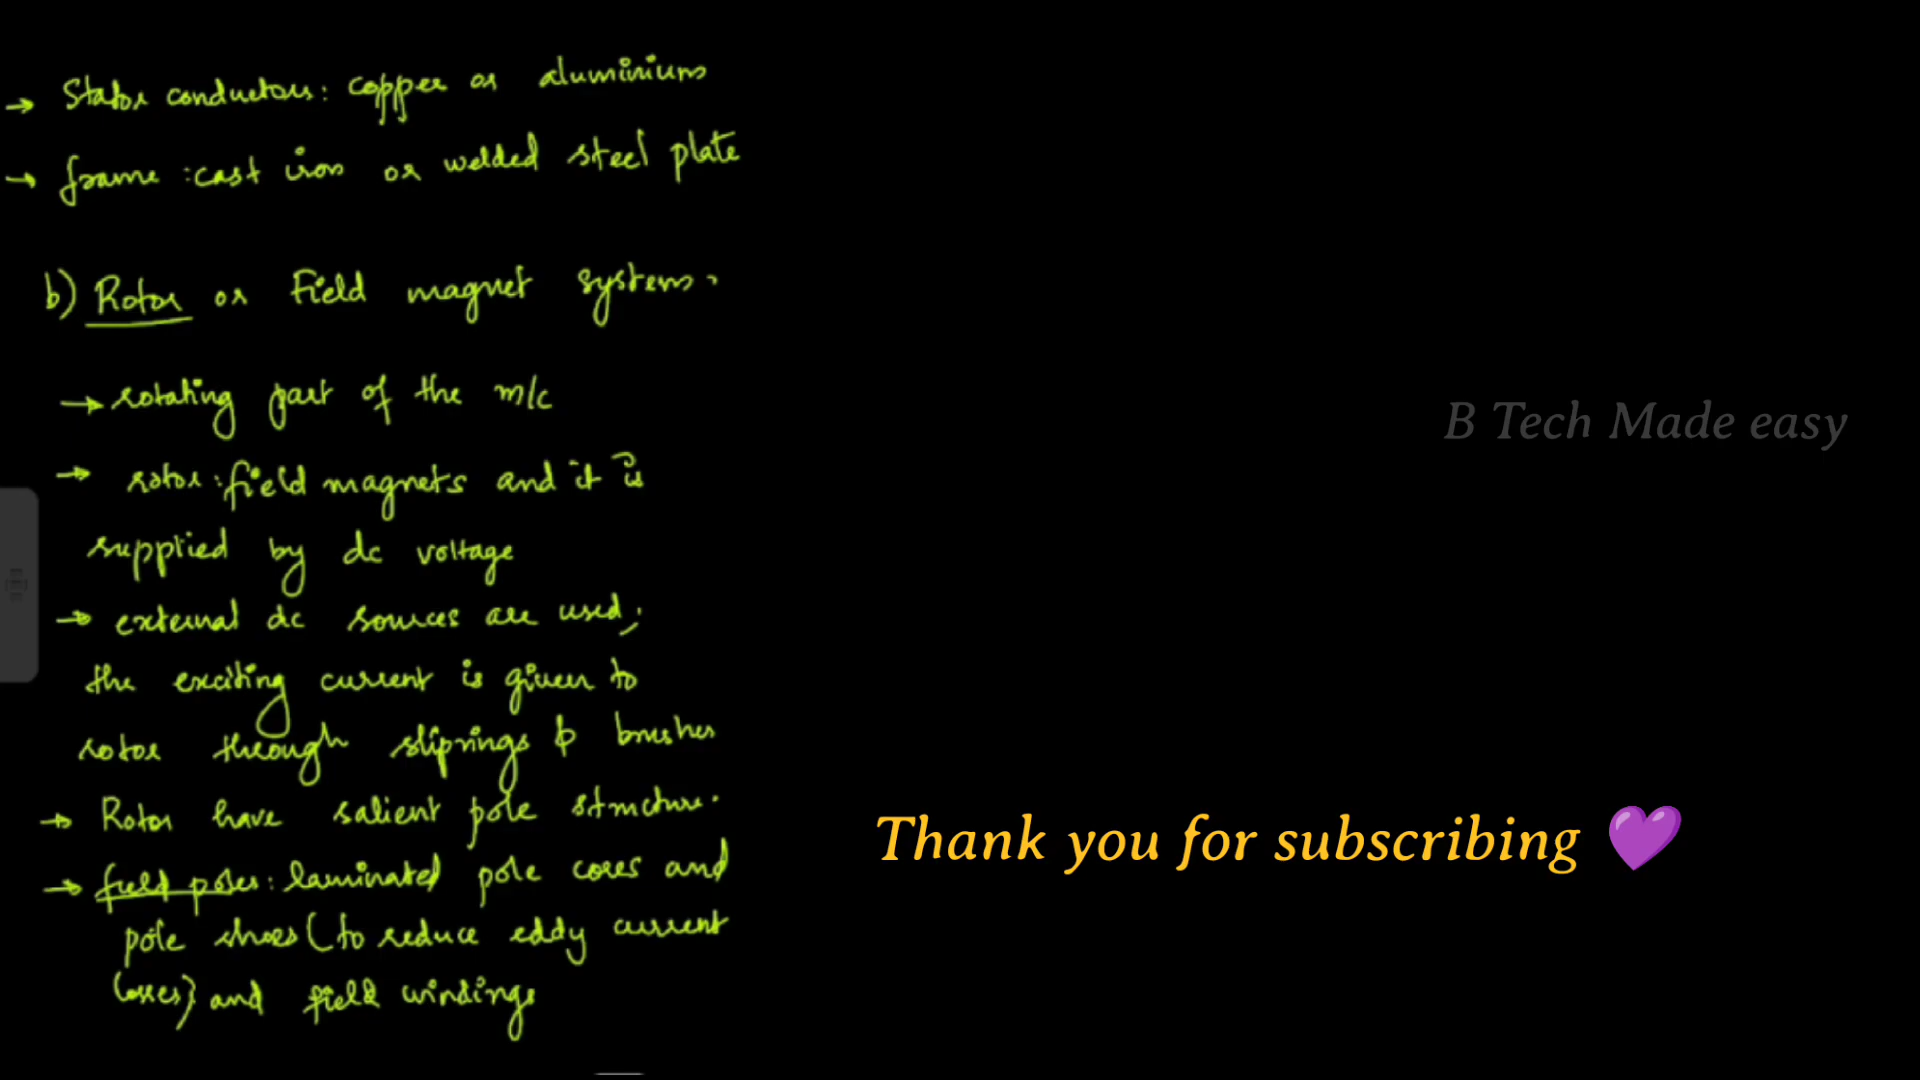 → Stator conductors: copper or aluminium
→ frame: cast iron or welded steel plate
b) Rotor or Field magnet system.
→ rotating part of the m/c
→ rotor: field magnets and it is
supplied by dc voltage
→ external dc sources are used,
the exciting current is given to
rotor through sliprings & brushes
→ Rotor have salient pole structure.
→ field poles: laminated pole cores and
pole shoes (to reduce eddy current
losses) and field windings
B Tech Made easy
Thank you for subscribing 💜